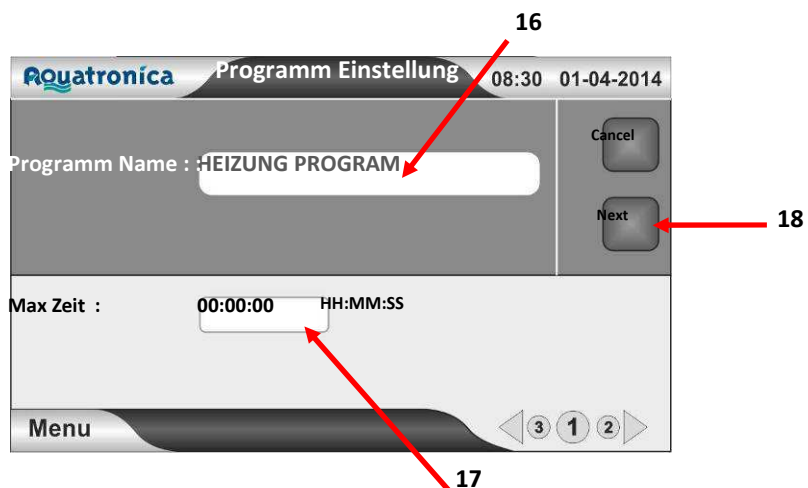 16
Aquatronica Programm Einstellung 08:30 01-04-2014
Cancel
Programm Name : HEIZUNG PROGRAM
Next
18
Max Zeit : 00:00:00 HH:MM:SS
Menu 3 1 2
17